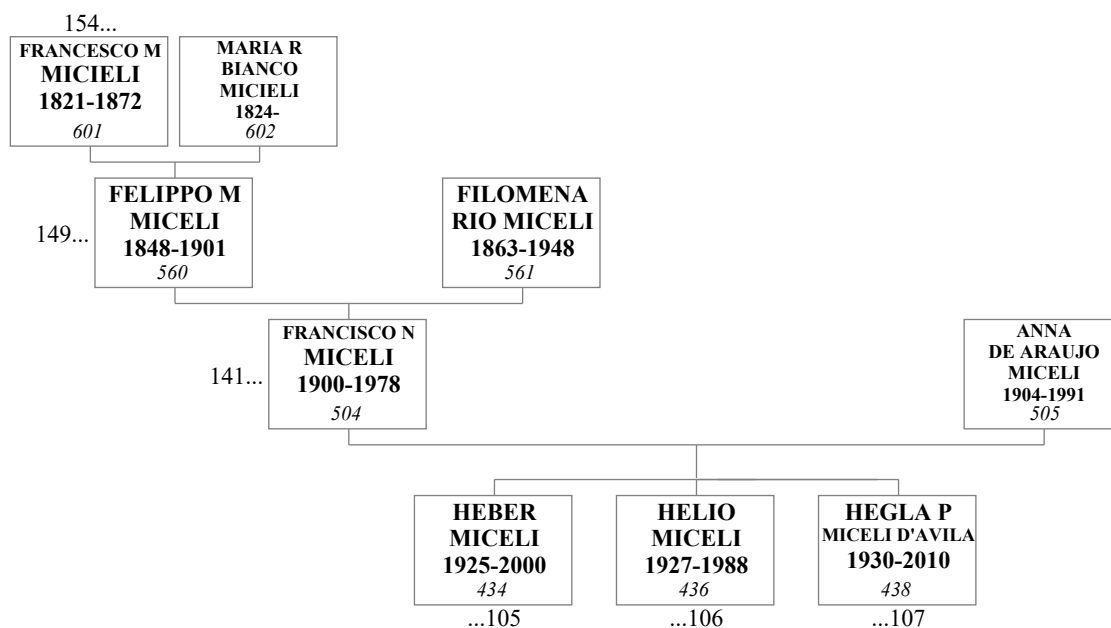 154...
FRANCESCO M
MICIELI
1821-1872
601
MARIA R
BIANCO
MICIELI
1824-
602
149...
FELIPPO M
MICELI
1848-1901
560
FILOMENA
RIO MICELI
1863-1948
561
141...
FRANCISCO N
MICELI
1900-1978
504
ANNA
DE ARAUJO
MICELI
1904-1991
505
HEBER
MICELI
1925-2000
434
...105
HELIO
MICELI
1927-1988
436
...106
HEGLA P
MICELI D'AVILA
1930-2010
438
...107